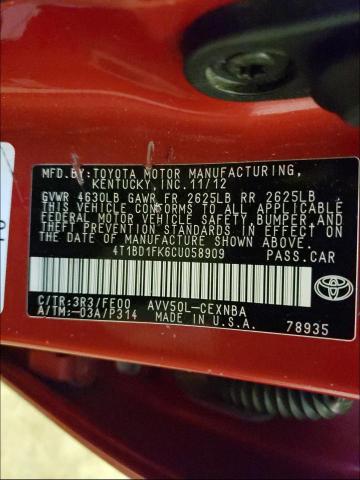 MFD.BY:TOYOTA MOTOR MANUFACTURING,
KENTUCKY,INC.11/12
GVWR 4630LB GAWR FR 2625LB RR 2625LB
THIS VEHICLE CONFORMS TO ALL APPLICABLE
FEDERAL MOTOR VEHICLE SAFETY, BUMPER, AND
THEFT PREVENTION STANDARDS IN EFFECT ON
THE DATE OF MANUFACTURE SHOWN ABOVE.
4T1BD1FK6CU058909 PASS.CAR
C/TR:3R3/FE00 AVV50L-CEXNBA
A/TM:-03A/P314 MADE IN U.S.A. 78935